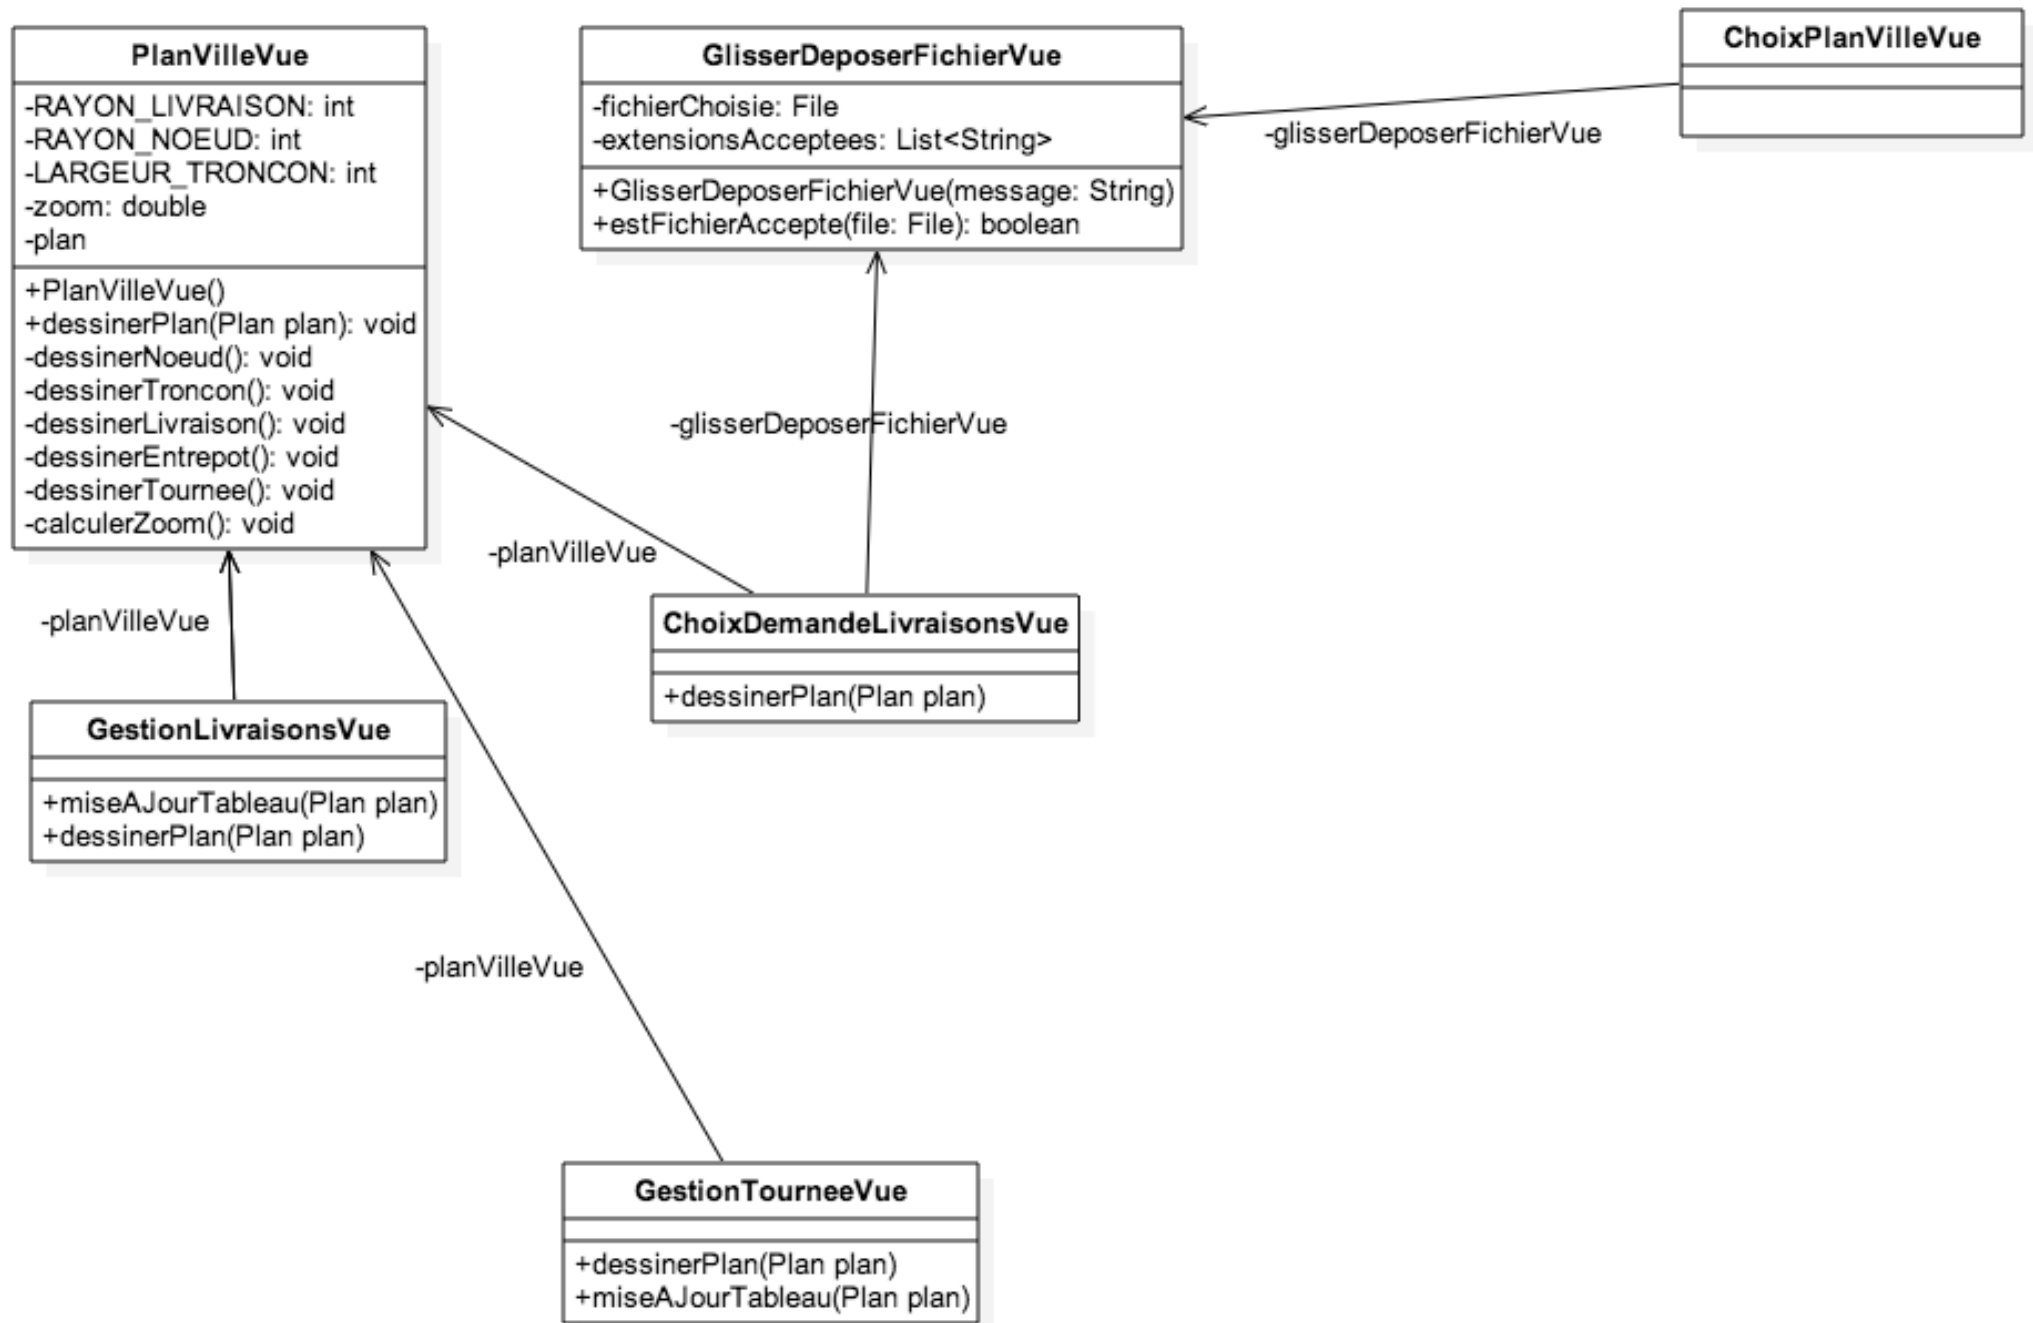 PlanVilleVue
-RAYON_LIVRAISON: int
-RAYON_NOEUD: int
-LARGEUR_TRONCON: int
-zoom: double
-plan
+PlanVilleVue()
+dessinerPlan(Plan plan): void
-dessinerNoeud(): void
-dessinerTroncon(): void
-dessinerLivraison(): void
-dessinerEntrepot(): void
-dessinerTournee(): void
-calculerZoom(): void
GlisserDeposerFichierVue
-fichierChoisie: File
-extensionsAcceptees: List<String>
+GlisserDeposerFichierVue(message: String)
+estFichierAccepte(file: File): boolean
ChoixPlanVilleVue
-glisserDeposerFichierVue
-glisserDeposerFichierVue
-planVilleVue
-planVilleVue
ChoixDemandeLivraisonsVue
+dessinerPlan(Plan plan)
GestionLivraisonsVue
+miseAJourTableau(Plan plan)
+dessinerPlan(Plan plan)
-planVilleVue
GestionTourneeVue
+dessinerPlan(Plan plan)
+miseAJourTableau(Plan plan)